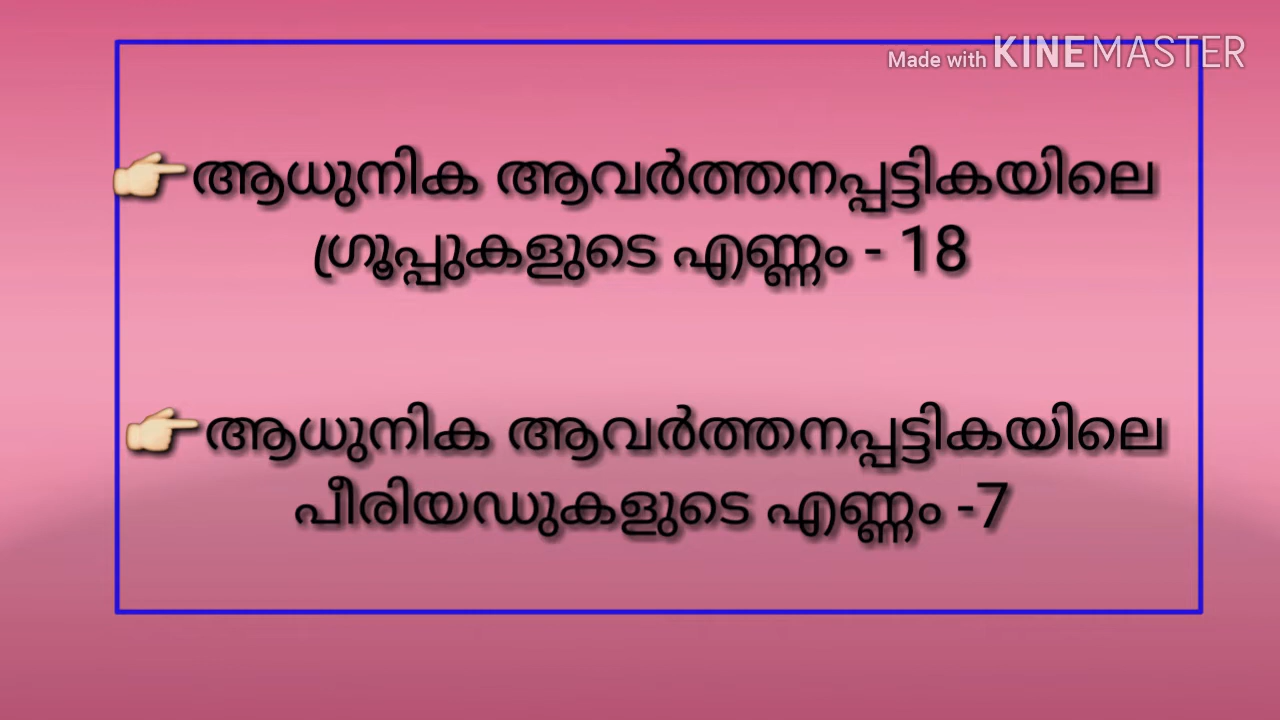 Made with KINEMASTER
👉ആധുനിക ആവർത്തനപ്പട്ടികയിലെ
ഗ്രൂപ്പുകളുടെ എണ്ണം - 18
👉ആധുനിക ആവർത്തനപ്പട്ടികയിലെ
പീരിയഡുകളുടെ എണ്ണം -7